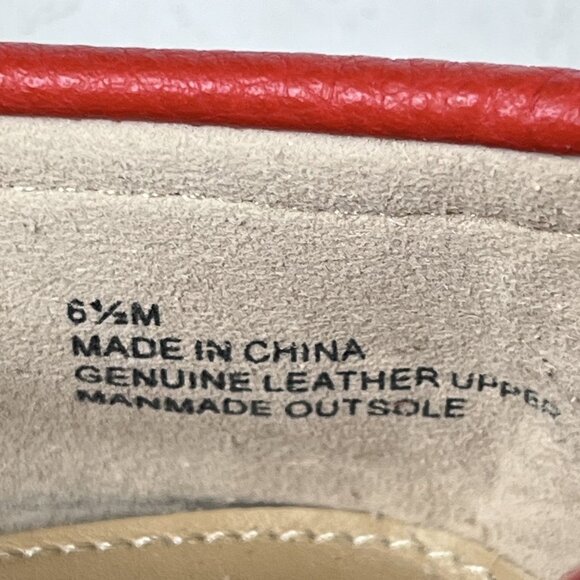 6½M
MADE IN CHINA
GENUINE LEATHER UPPER
MANMADE OUTSOLE